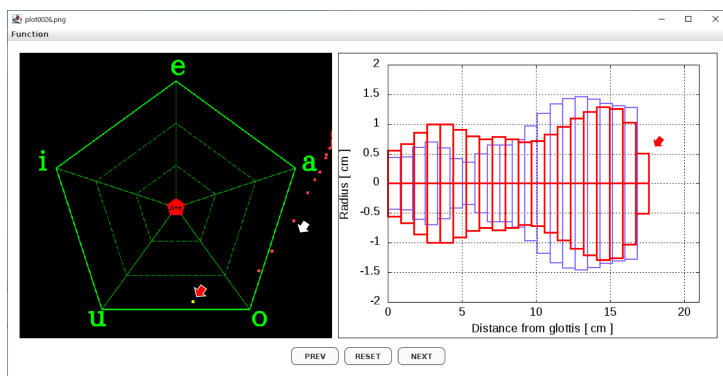 plot0026.png
Function
e
i
a
u
o
2
1.5
1
0.5
0
-0.5
-1
-1.5
-2
Radius [ cm ]
0 5 10 15 20
Distance from glottis [ cm ]
PREV RESET NEXT